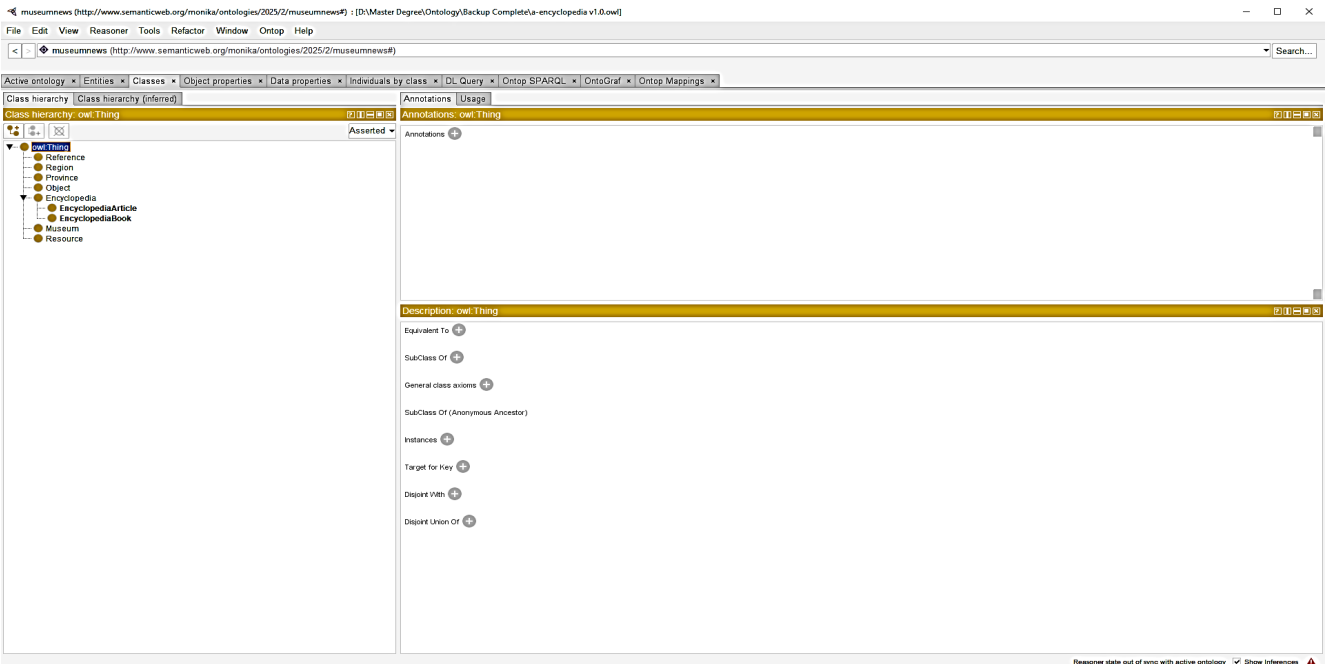 museumnews (http://www.semanticweb.org/monika/ontologies/2025/2/museumnews#) : [D:\Master Degree\Ontology\Backup Complete\a-encyclopedia v1.0.owl]
File Edit View Reasoner Tools Refactor Window Ontop Help
< > museumnews (http://www.semanticweb.org/monika/ontologies/2025/2/museumnews#) Search...
Active ontology × Entities × Classes × Object properties × Data properties × Individuals by class × DL Query × Ontop SPARQL × OntoGraf × Ontop Mappings ×
Class hierarchy Class hierarchy (inferred)
Class hierarchy: owl:Thing
Asserted
owl:Thing
Reference
Region
Province
Object
Encyclopedia
EncyclopediaArticle
EncyclopediaBook
Museum
Resource
Annotations Usage
Annotations: owl:Thing
Annotations
Description: owl:Thing
Equivalent To
SubClass Of
General class axioms
SubClass Of (Anonymous Ancestor)
Instances
Target for Key
Disjoint With
Disjoint Union Of
Reasoner state out of sync with active ontology Show Inferences